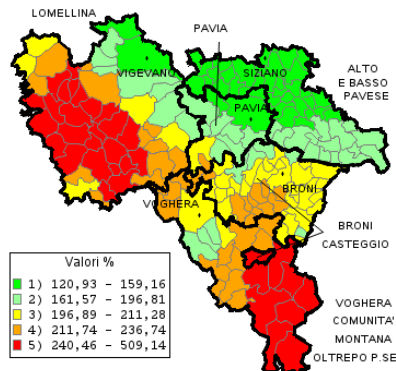 LOMELLINA
PAVIA
VIGEVANO
SIZIANO
ALTO
E BASSO
PAVESE
PAVIA
VOGHERA
BRONI
BRONI
CASTEGGIO
Valori %
1) 120,93 - 159,16
2) 161,57 - 196,81
3) 196,89 - 211,28
4) 211,74 - 236,74
5) 240,46 - 509,14
VOGHERA
COMUNITA'
MONTANA
OLTREPO P.SE